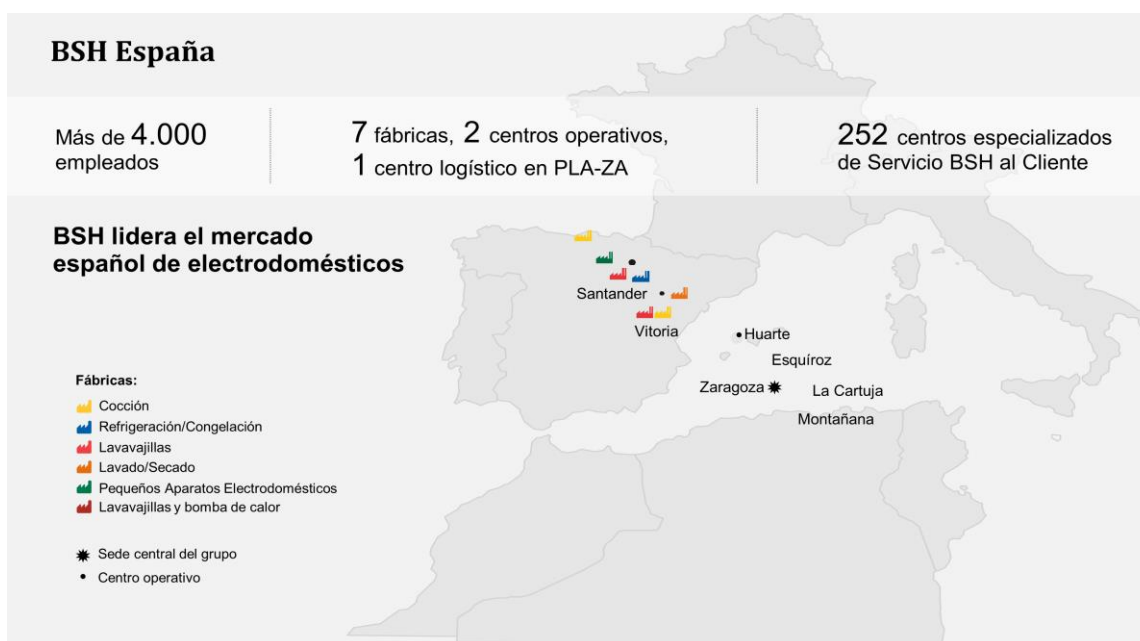 BSH España
Más de 4.000
empleados
7 fábricas, 2 centros operativos,
1 centro logístico en PLA-ZA
252 centros especializados
de Servicio BSH al Cliente
BSH lidera el mercado
español de electrodomésticos
Santander
Vitoria
Huarte
Esquíroz
Zaragoza
La Cartuja
Montañana
Fábricas:
Cocción
Refrigeración/Congelación
Lavavajillas
Lavado/Secado
Pequeños Aparatos Electrodomésticos
Lavavajillas y bomba de calor
Sede central del grupo
Centro operativo